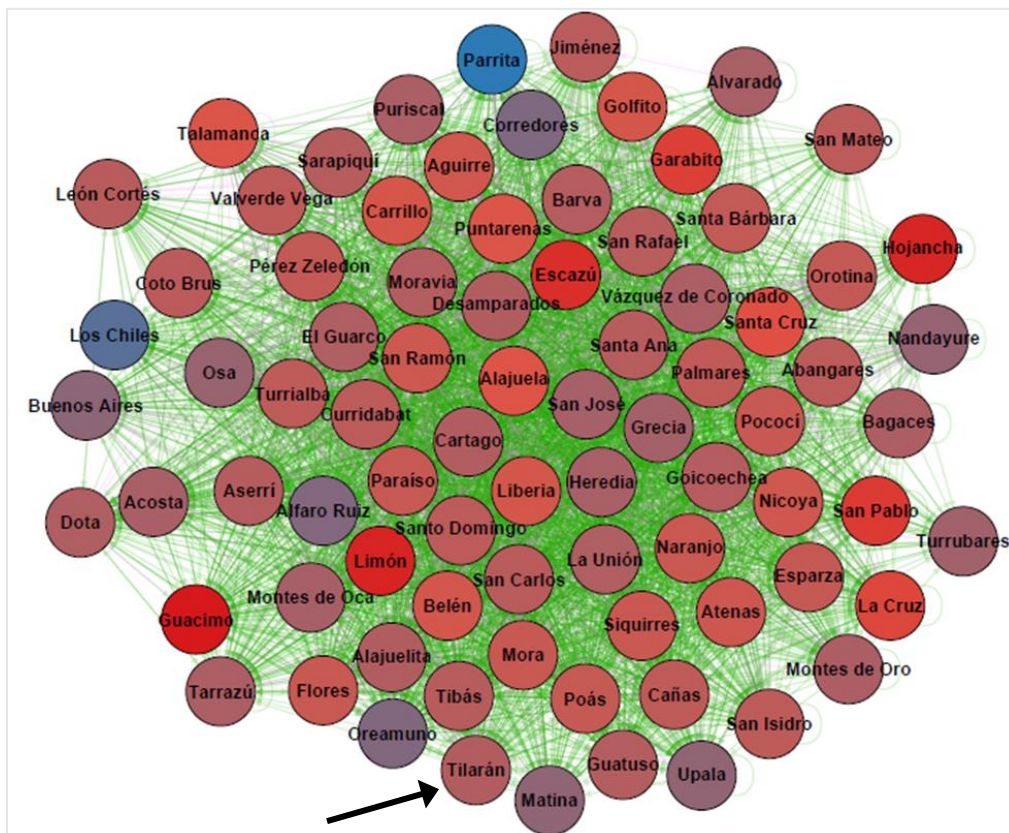 Jiménez
Parrita
Alvarado
Golfito
Puriscal
Corredores
Talamanca
San Mateo
Sarapiquí
Aguirre
Garabito
León Cortés
Valverde Vega
Barva
Carrillo
Santa Bárbara
Puntarenas
San Rafael
Hojancha
Pérez Zeledón
Escazú
Orotina
Coto Brus
Moravia
Vázquez de Coronado
Desamparados
Santa Cruz
Los Chiles
El Guarco
Nandayure
Santa Ana
San Ramón
Osa
Abangares
Palmares
Alajuela
Turrialba
Buenos Aires
San José
Curridabat
Pococí
Bagaces
Grecia
Cartago
Goicoechea
Paraíso
Heredia
Aserrí
Liberia
Nicoya
Acosta
Alfaro Ruiz
San Pablo
Dota
Santo Domingo
Turrubares
Naranjo
Limón
La Unión
Esparza
San Carlos
Montes de Oca
Belén
La Cruz
Atenas
Guacimo
Siquirres
Mora
Alajuelita
Montes de Oro
Tarrazú
Flores
Tibás
Poás
Cañas
San Isidro
Oreamuno
Guatuso
Tilarán
Upala
Matina